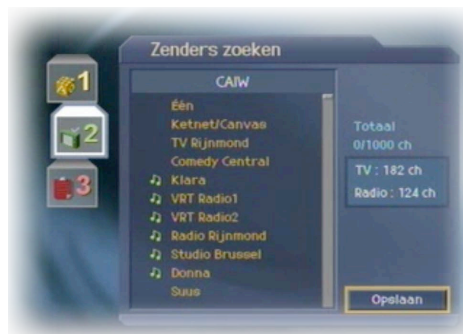 Zenders zoeken
1
2
3
CAIW
Één
Ketnet/Canvas
TV Rijnmond
Comedy Central
Klara
VRT Radio1
VRT Radio2
Radio Rijnmond
Studio Brussel
Donna
Suus
Totaal
0/1000 ch
TV : 182 ch
Radio : 124 ch
Opslaan